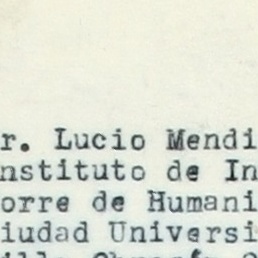 r. Lucio Mendi
nstituto de In
orre de Humani
iudad Universi